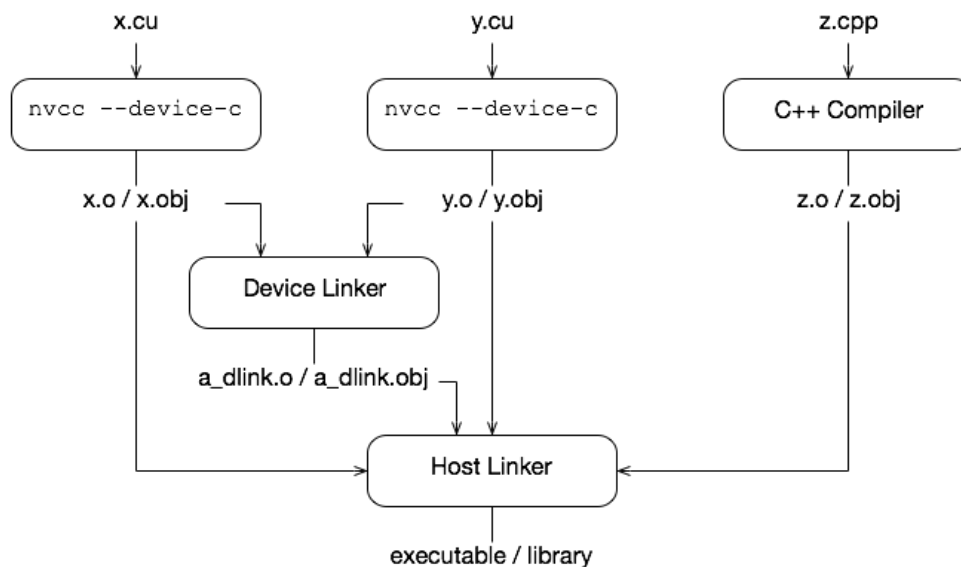 x.cu
y.cu
z.cpp
nvcc --device-c
nvcc --device-c
C++ Compiler
x.o / x.obj
y.o / y.obj
z.o / z.obj
Device Linker
a_dlink.o / a_dlink.obj
Host Linker
executable / library